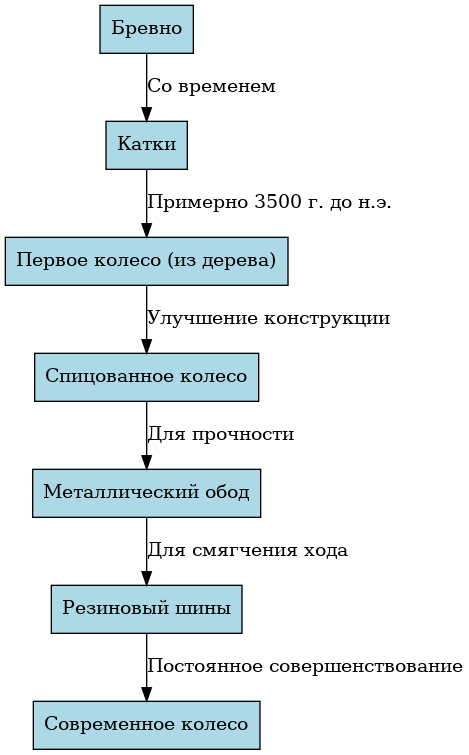 Бревно
Со временем
Катки
Примерно 3500 г. до н.э.
Первое колесо (из дерева)
Улучшение конструкции
Спицованное колесо
Для прочности
Металлический обод
Для смягчения хода
Резиновый шины
Постоянное совершенствование
Современное колесо